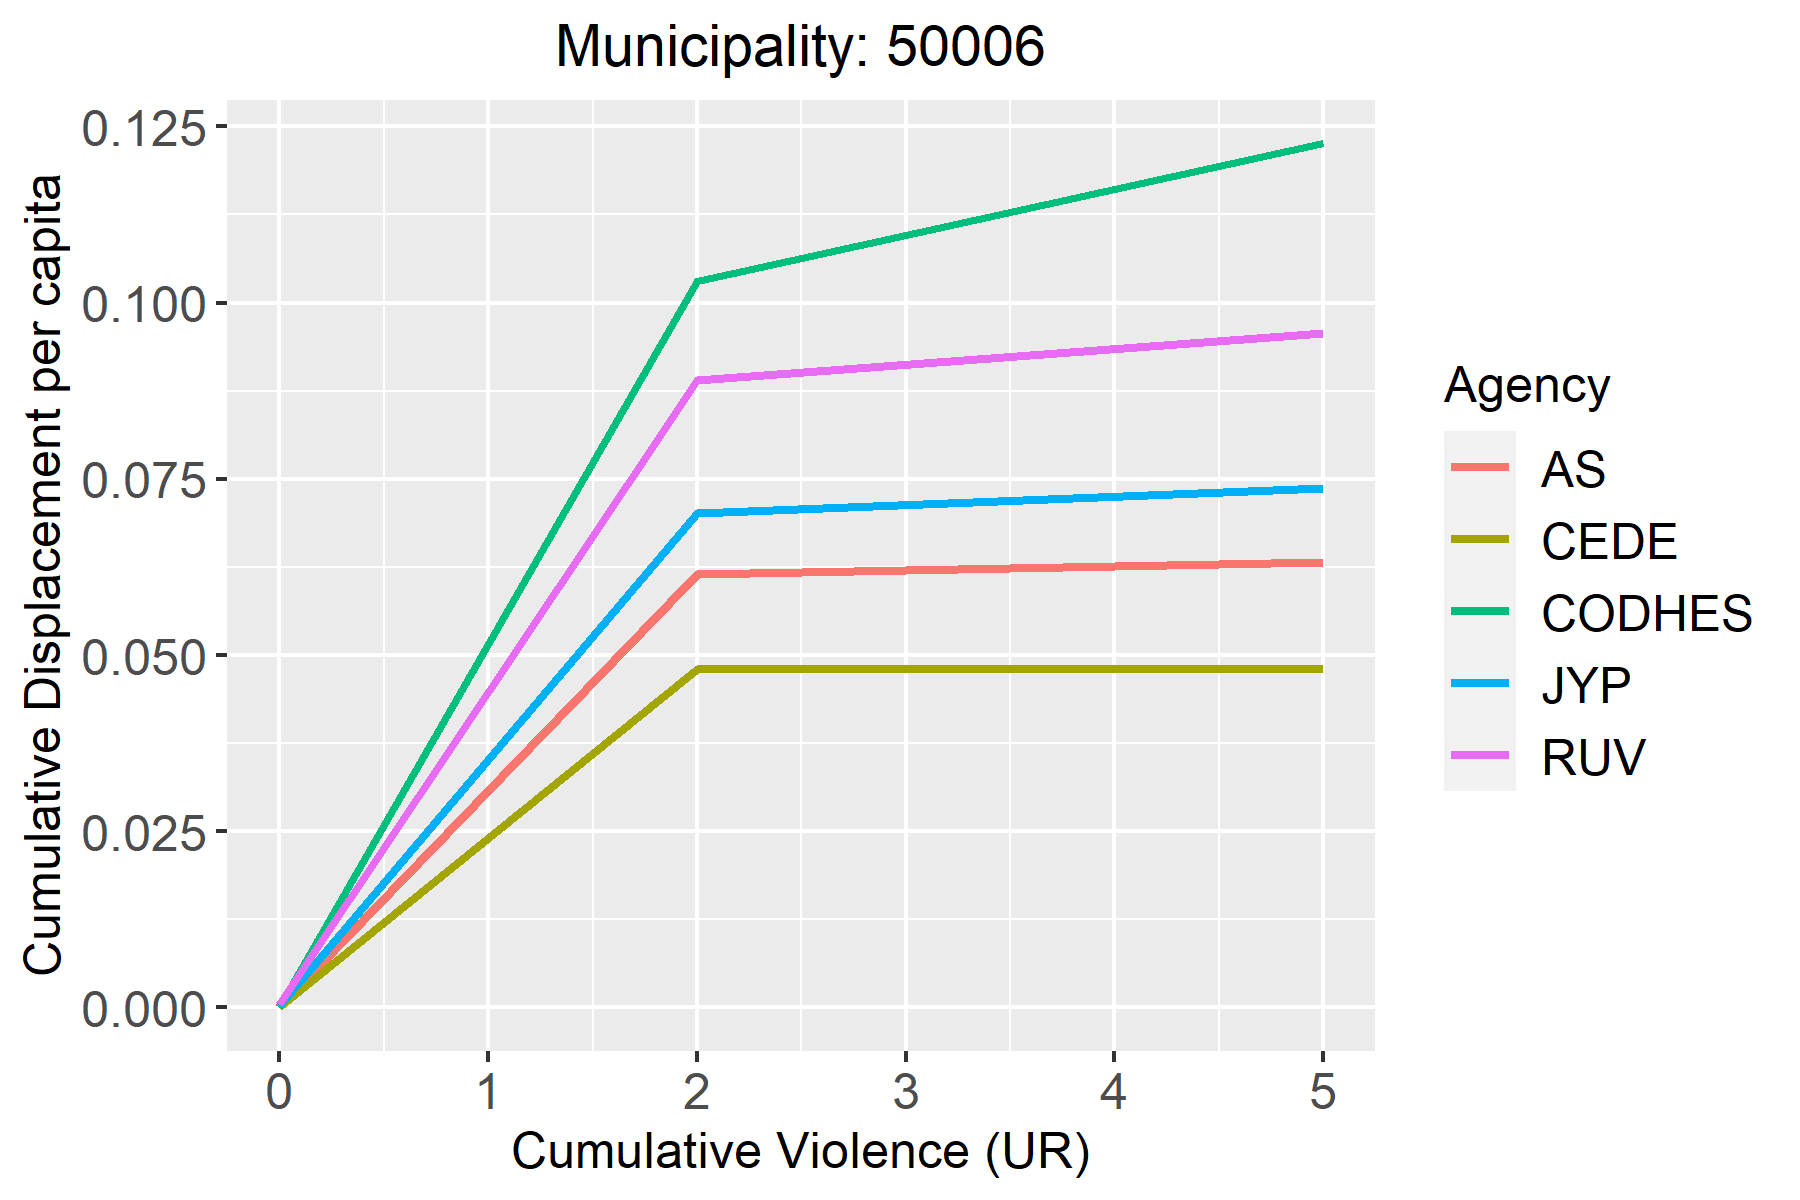 Municipality: 50006
Cumulative Displacement per capita
0.125
0.100
0.075
0.050
0.025
0.000
0 1 2 3 4 5
Cumulative Violence (UR)
Agency
AS
CEDE
CODHES
JYP
RUV